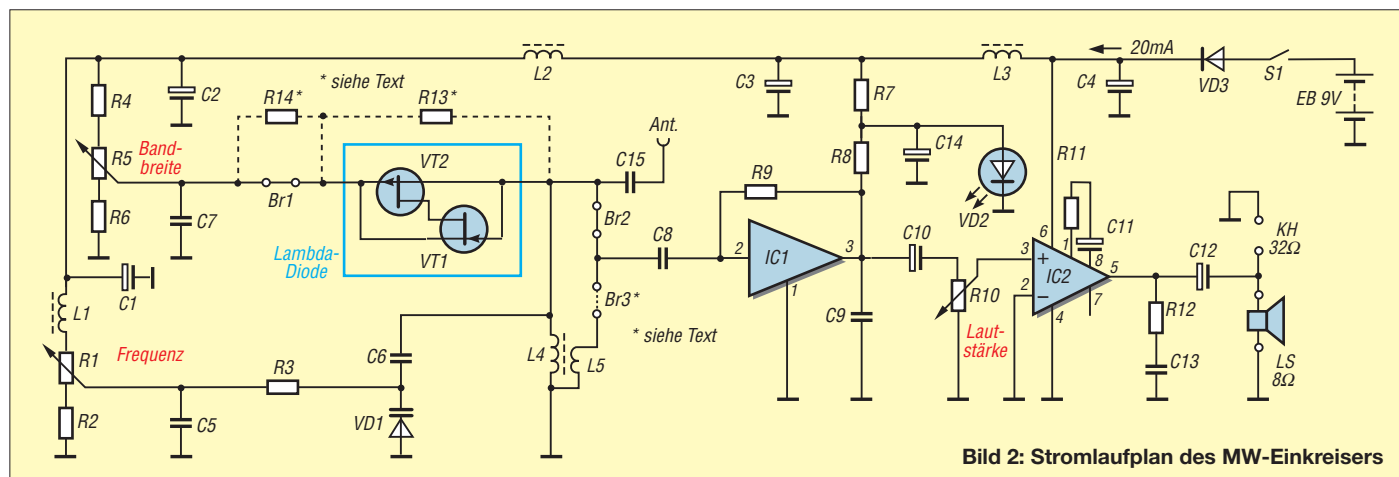 L2
L3
20mA
VD3
S1
EB 9V
R4
C2
* siehe Text
R14*
R13*
C3
R7
C4
Ant.
R5
Band-
breite
VT2
C15
R8
C14
R11
R9
VD2
Br1
Br2
R6
C7
Lambda-
Diode
VT1
C8
2
IC1
3
1
C10
6
3
+
2
−
IC2
1
8
C11
5
7
4
C12
KH
32Ω
C1
L1
Br3*
* siehe Text
C9
R10
Laut-
stärke
R12
C13
LS
8Ω
R1
Frequenz
R3
C6
L4
L5
R2
C5
VD1
Bild 2: Stromlaufplan des MW-Einkreisers